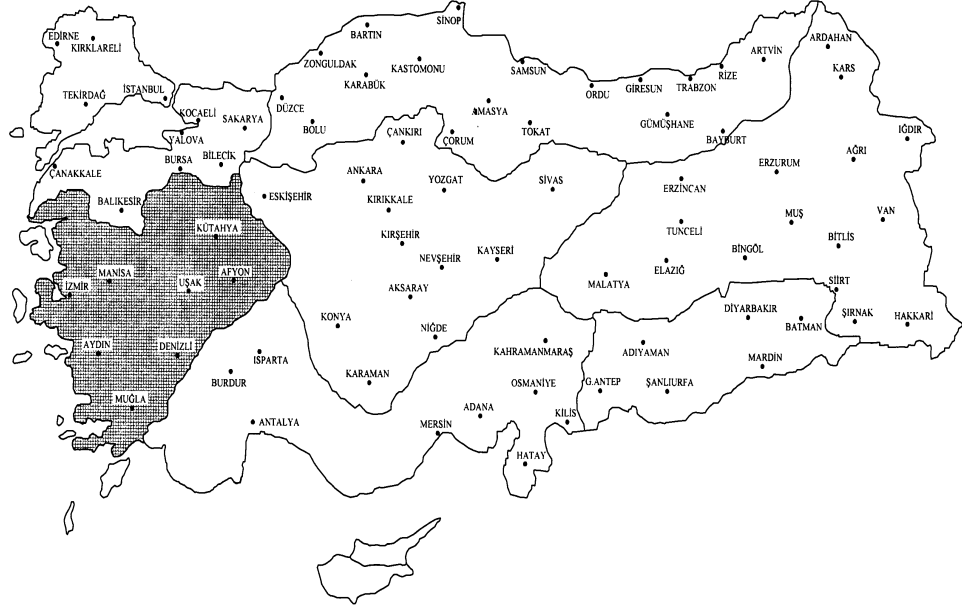 SİNOP
BARTIN
EDİRNE
KIRKLARELİ
ARDAHAN
ARTVİN
ZONGULDAK
KASTOMONU
SAMSUN
KARS
RİZE
KARABÜK
TRABZON
GİRESUN
ORDU
İSTANBUL
TEKİRDAĞ
DÜZCE
AMASYA
KOCAELİ
SAKARYA
GÜMÜŞHANE
BOLU
TOKAT
IĞDIR
YALOVA
ÇANKIRI
ÇORUM
BAYBURT
BURSA
BİLECİK
AĞRI
ÇANAKKALE
ERZURUM
ANKARA
YOZGAT
SİVAS
ERZİNCAN
ESKİŞEHİR
BALIKESİR
KIRIKKALE
VAN
MUŞ
KÜTAHYA
KIRŞEHİR
TUNCELİ
BİTLİS
NEVŞEHİR
KAYSERİ
BİNGÖL
ELAZIĞ
MANİSA
AFYON
İZMİR
UŞAK
MALATYA
SİİRT
AKSARAY
DİYARBAKIR
KONYA
BATMAN
ŞIRNAK
HAKKARİ
NİĞDE
AYDIN
DENİZLİ
ISPARTA
KAHRAMANMARAŞ
ADIYAMAN
MARDİN
BURDUR
KARAMAN
OSMANİYE
G.ANTEP
ŞANLIURFA
MUĞLA
ADANA
KİLİS
ANTALYA
MERSİN
HATAY